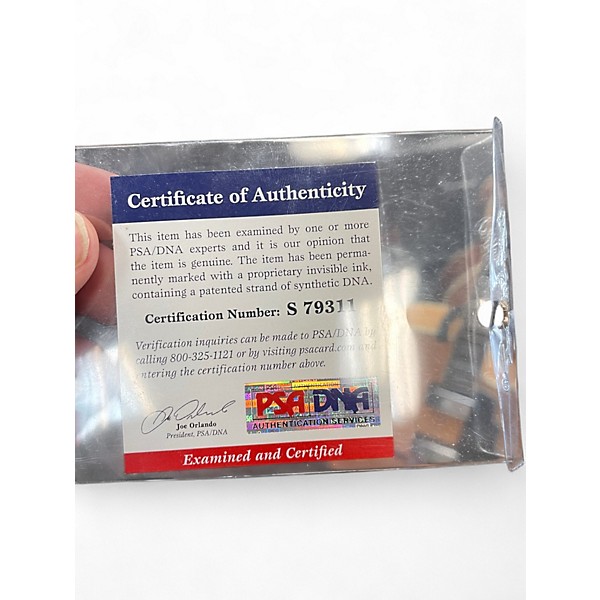 Certificate of Authenticity
This item has been examined by one or more
PSA/DNA experts and it is our opinion that
the item is genuine. The item has been perma-
nently marked with a proprietary invisible ink,
containing a patented strand of synthetic DNA.
Certification Number: S 79311
Verification inquiries can be made to PSA/DNA by
calling 800-325-1121 or by visiting psacard.com and
entering the certification number above.
PSA DNA
AUTHENTICATION SERVICES
Joe Orlando
President, PSA/DNA
Examined and Certified